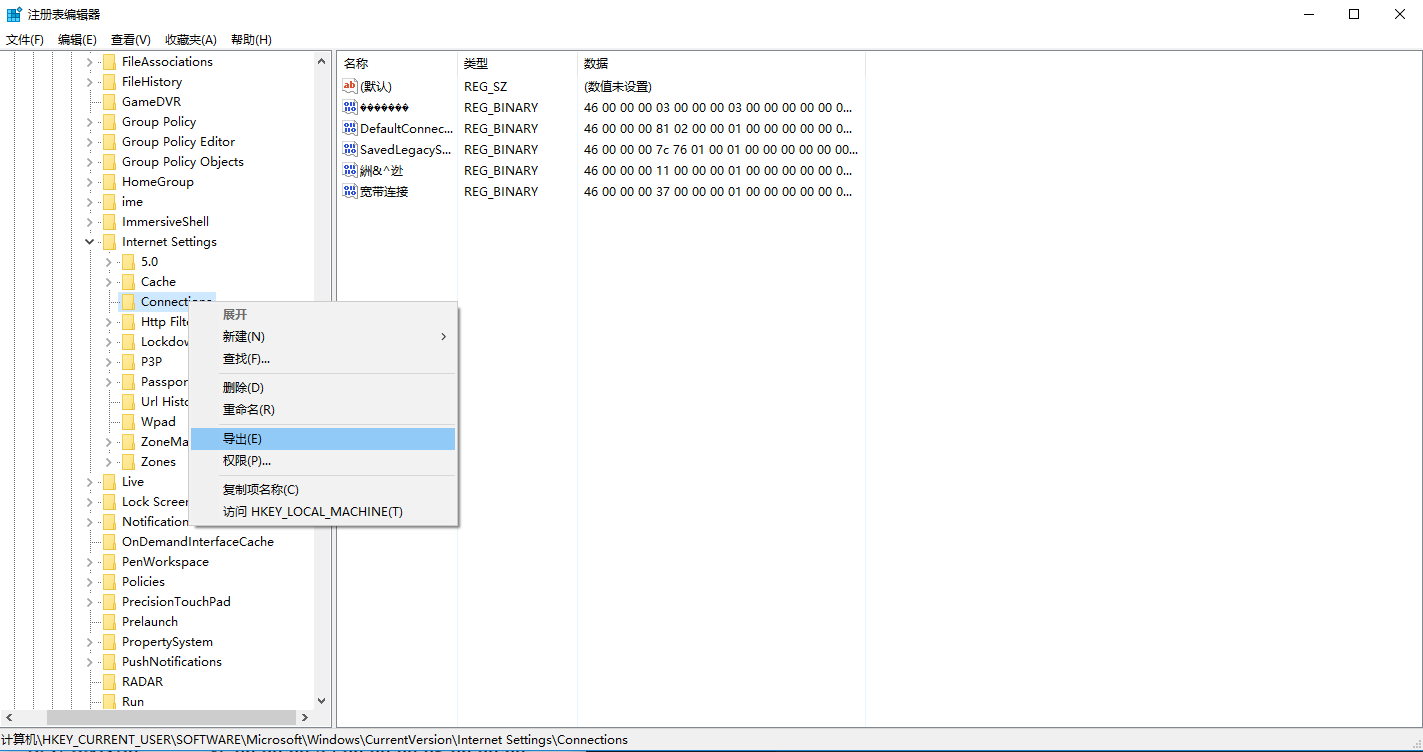 注册表编辑器
文件(F) 编辑(E) 查看(V) 收藏夹(A) 帮助(H)
FileAssociations
FileHistory
GameDVR
Group Policy
Group Policy Editor
Group Policy Objects
HomeGroup
ime
ImmersiveShell
Internet Settings
5.0
Cache
Connections
Http Filte
Lockdow
P3P
Passpor
Url Histo
Wpad
ZoneMa
Zones
Live
Lock Screen
Notification
OnDemandInterfaceCache
PenWorkspace
Policies
PrecisionTouchPad
Prelaunch
PropertySystem
PushNotifications
RADAR
Run
展开
新建(N)
查找(F)...
删除(D)
重命名(R)
导出(E)
权限(P)...
复制项名称(C)
访问 HKEY_LOCAL_MACHINE(T)
名称 类型 数据
(默认) REG_SZ (数值未设置)
������� REG_BINARY 46 00 00 00 03 00 00 00 03 00 00 00 00 00 0...
DefaultConnec... REG_BINARY 46 00 00 00 81 02 00 00 01 00 00 00 00 00 0...
SavedLegacyS... REG_BINARY 46 00 00 00 7c 76 01 00 01 00 00 00 00 00 00...
REG_BINARY 46 00 00 00 11 00 00 00 01 00 00 00 00 00 0...
宽带连接 REG_BINARY 46 00 00 00 37 00 00 00 01 00 00 00 00 00 0...
计算机\HKEY_CURRENT_USER\SOFTWARE\Microsoft\Windows\CurrentVersion\Internet Settings\Connections